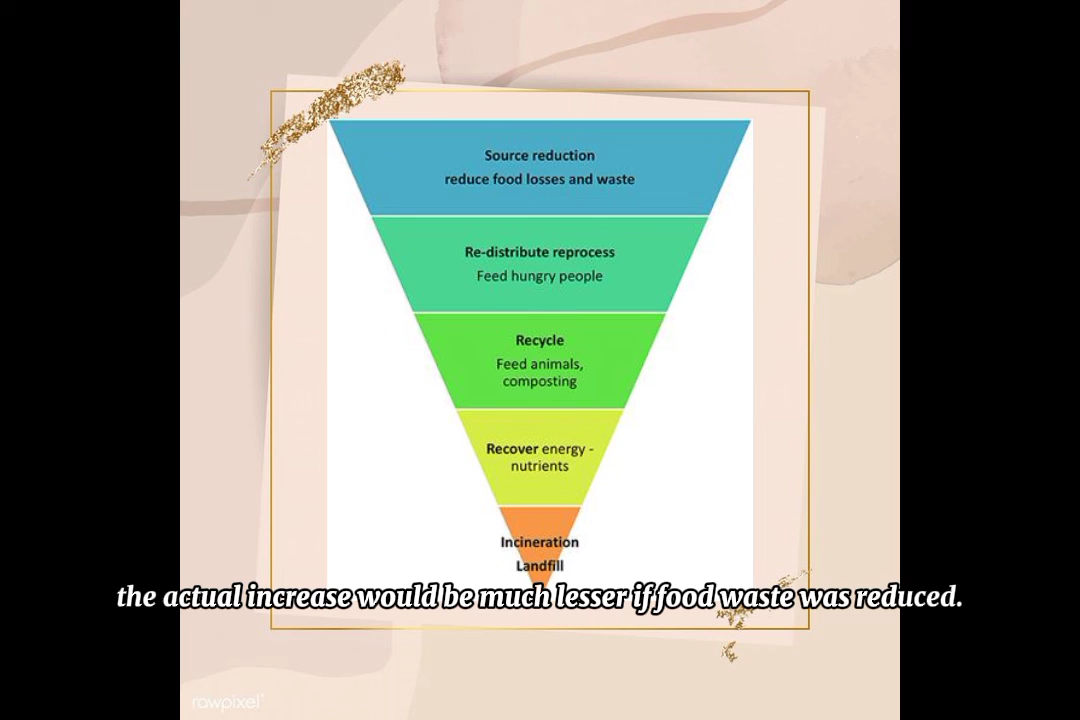 Source reduction
reduce food losses and waste
Re-distribute reprocess
Feed hungry people
Recycle
Feed animals,
composting
Recover energy -
nutrients
Incineration
Landfill
the actual increase would be much lesser if food waste was reduced.
rawpixel